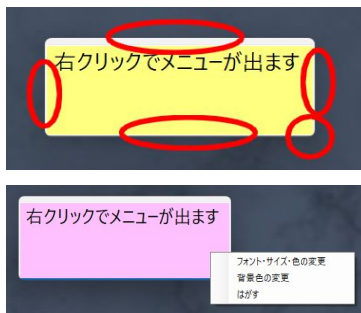 右クリックでメニューが出ます
右クリックでメニューが出ます
フォント・サイズ・色の変更
背景色の変更
はがす